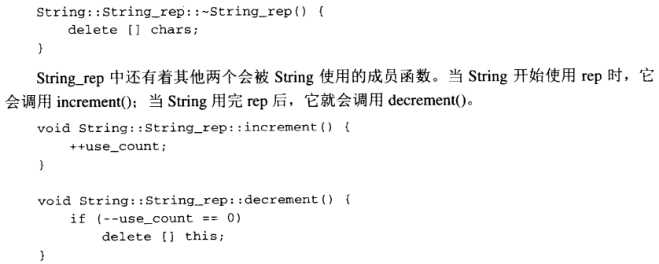 String::String_rep::~String_rep() {
    delete [] chars;
}
String_rep 中还有着其他两个会被 String 使用的成员函数。当 String 开始使用 rep 时，它
会调用 increment()；当 String 用完 rep 后，它就会调用 decrement()。
void String::String_rep::increment() {
    ++use_count;
}
void String::String_rep::decrement() {
    if (--use_count == 0)
        delete [] this;
}